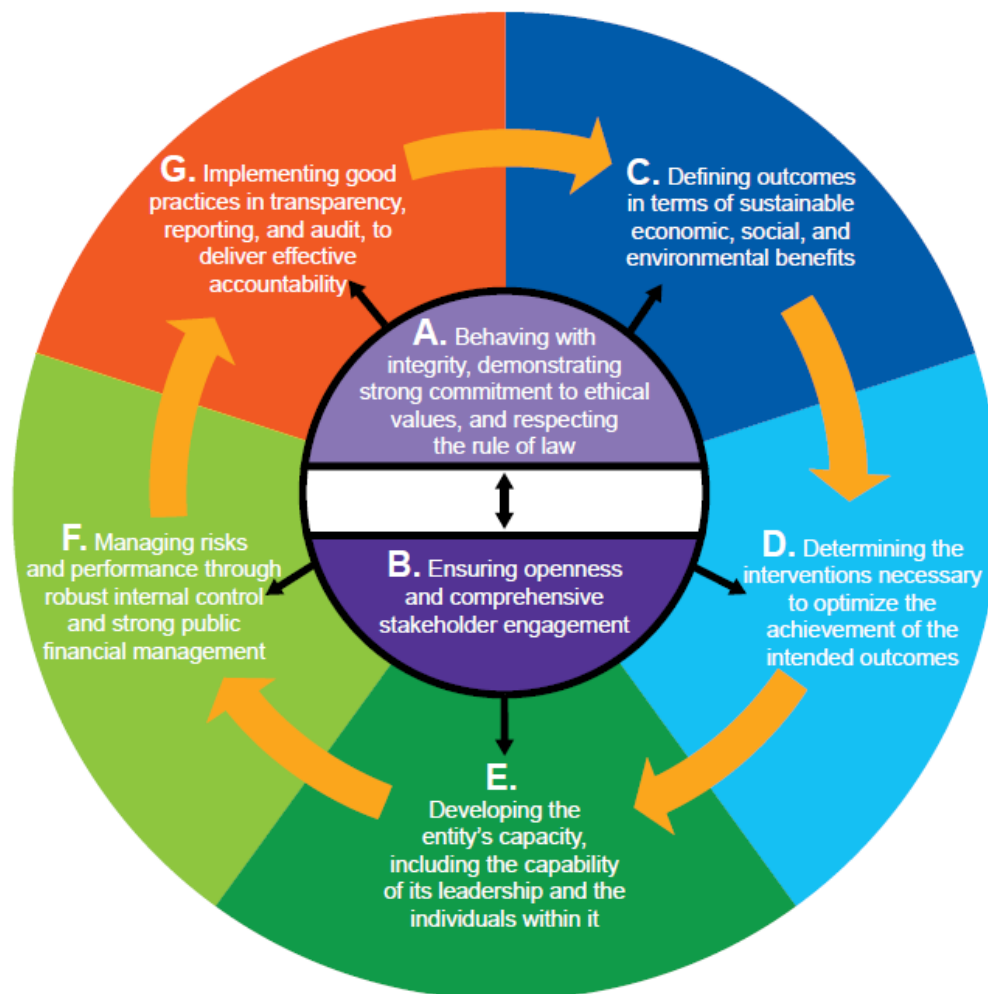 A. Behaving with
integrity, demonstrating
strong commitment to ethical
values, and respecting
the rule of law
B. Ensuring openness
and comprehensive
stakeholder engagement
C. Defining outcomes
in terms of sustainable
economic, social, and
environmental benefits
D. Determining the
interventions necessary
to optimize the
achievement of the
intended outcomes
E.
Developing the
entity's capacity,
including the capability
of its leadership and the
individuals within it
F. Managing risks
and performance through
robust internal control
and strong public
financial management
G. Implementing good
practices in transparency,
reporting, and audit, to
deliver effective
accountability